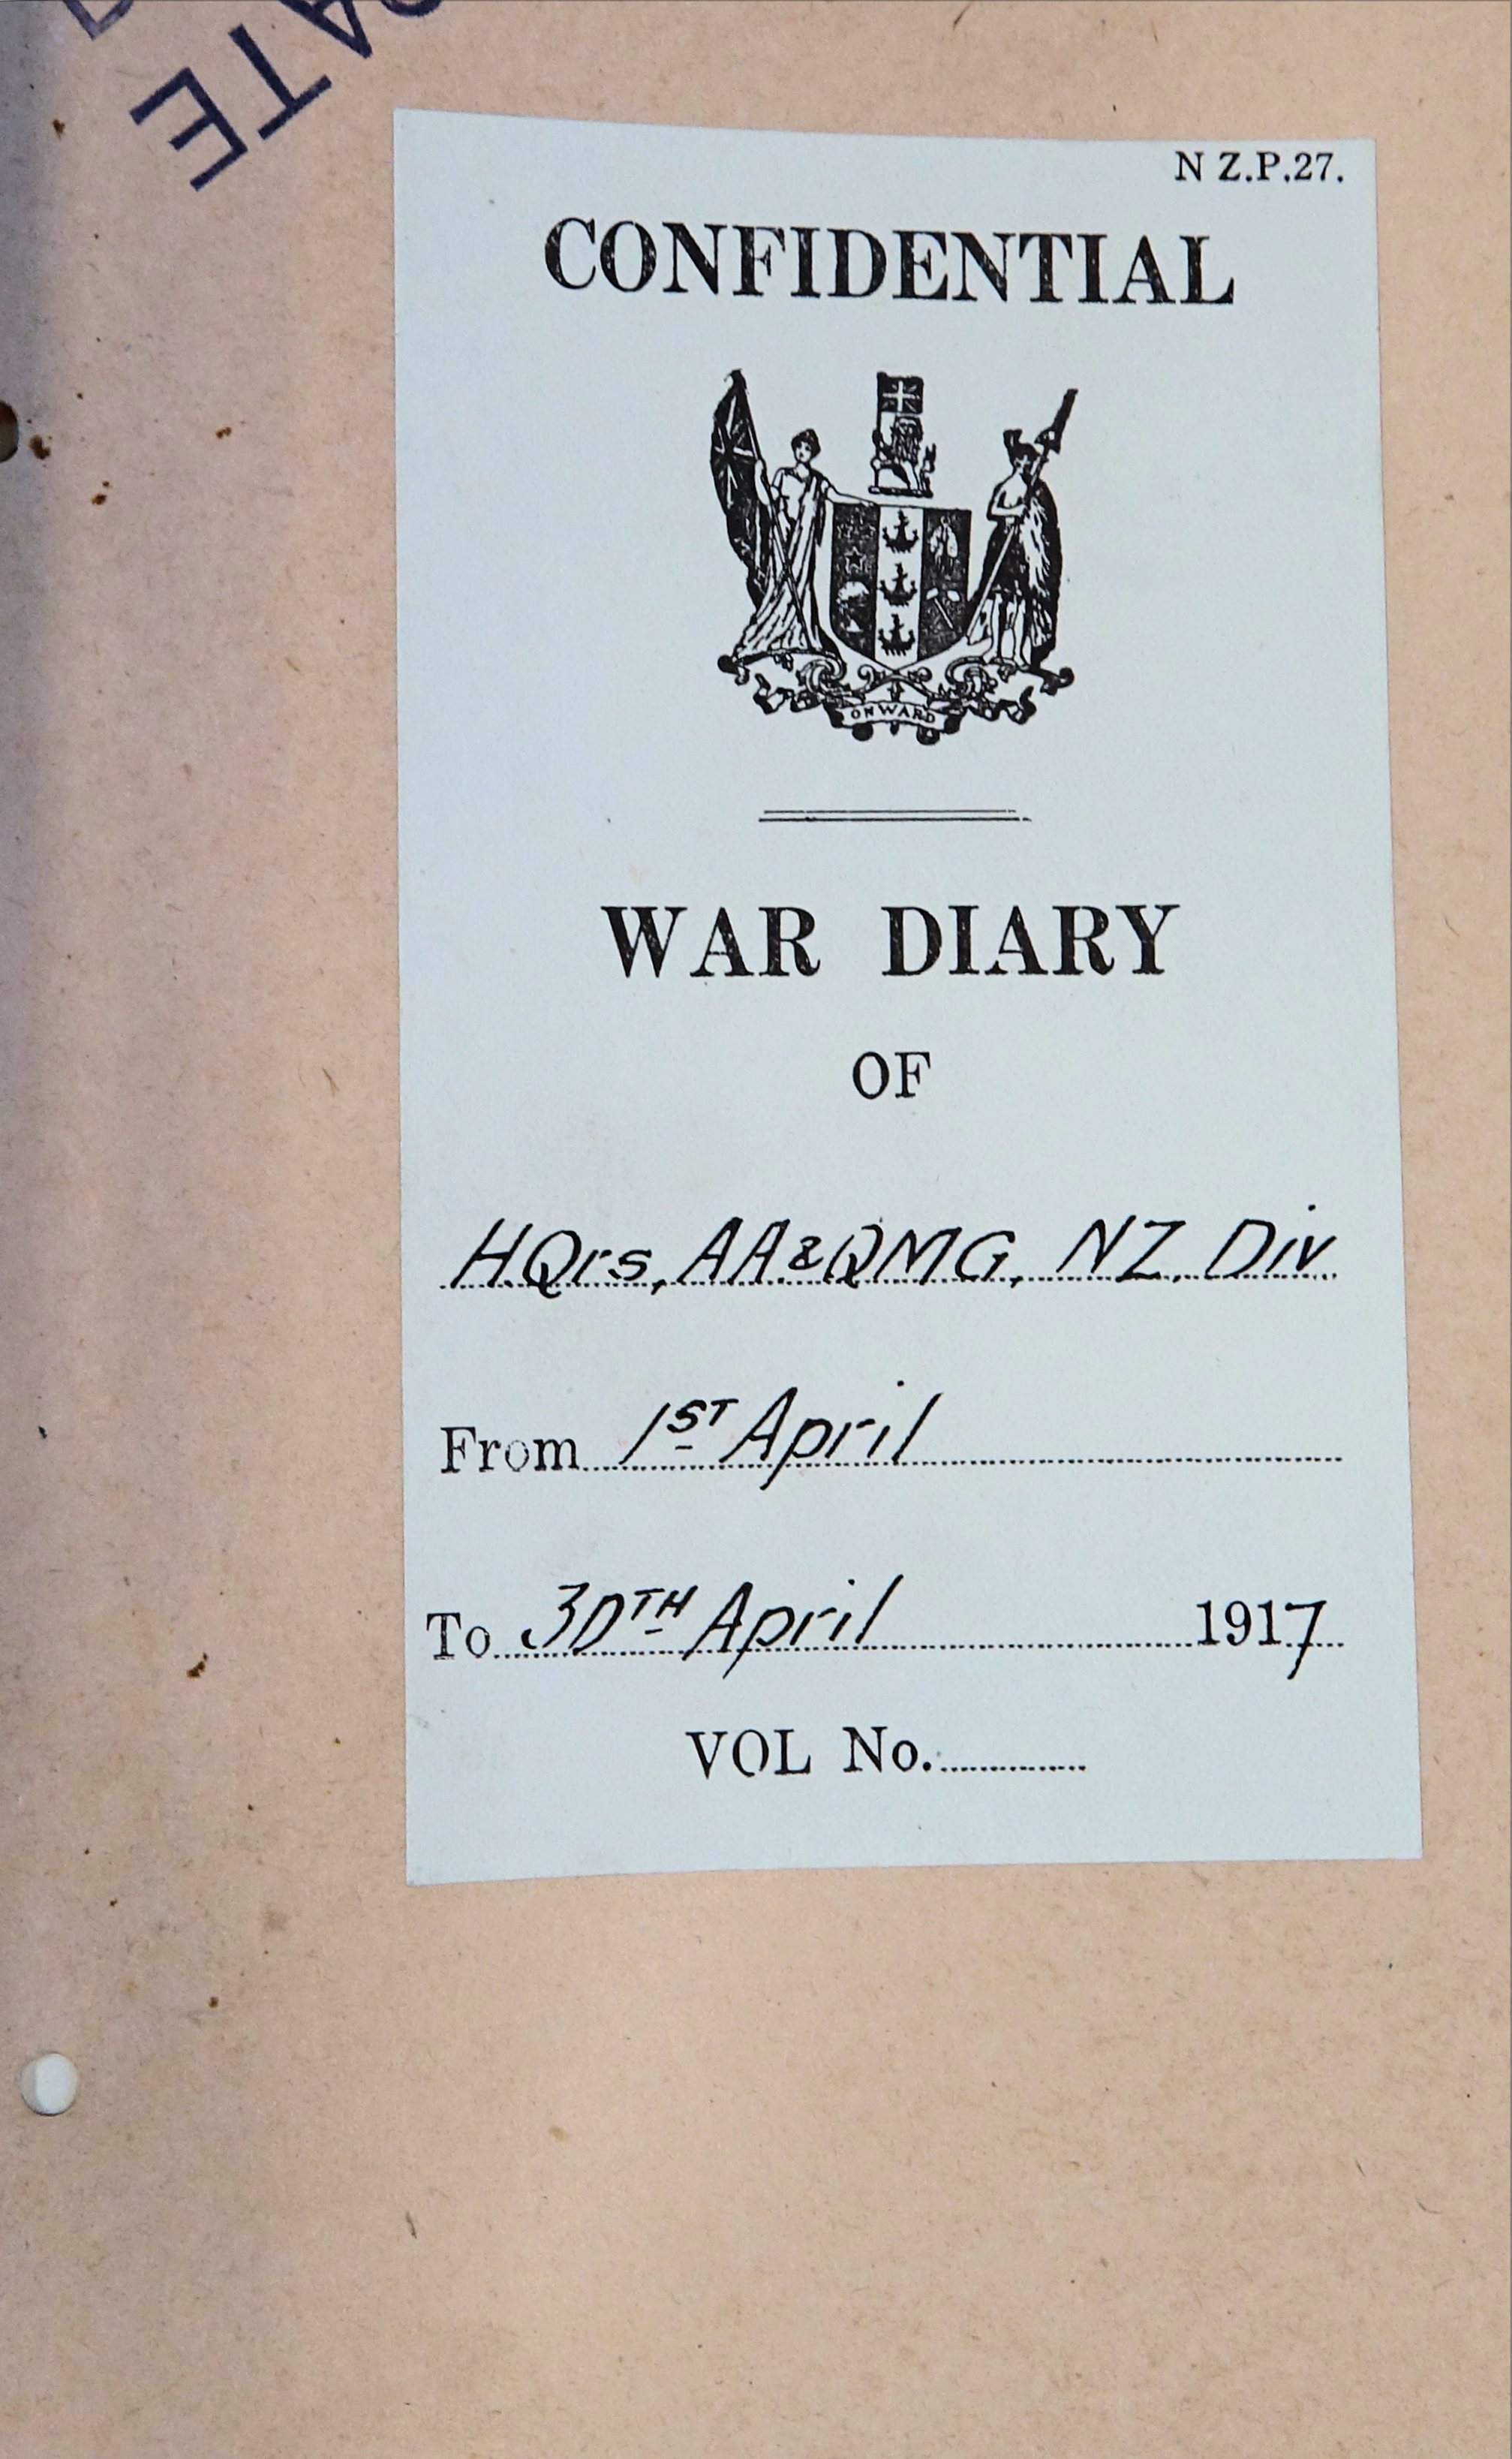 N Z.P.27.
CONFIDENTIAL
ONWARD
WAR DIARY
OF
H.Qrs, AA.&QMG, NZ. Div.
From 1ST April
To 30TH April 1917
VOL No.